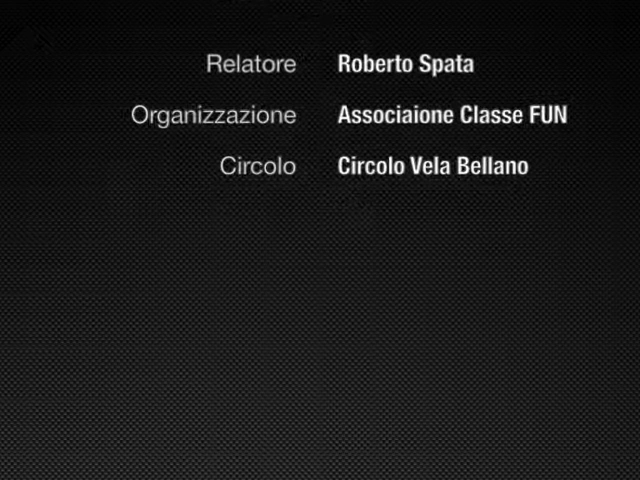 Relatore Roberto Spata
Organizzazione Associaione Classe FUN
Circolo Circolo Vela Bellano